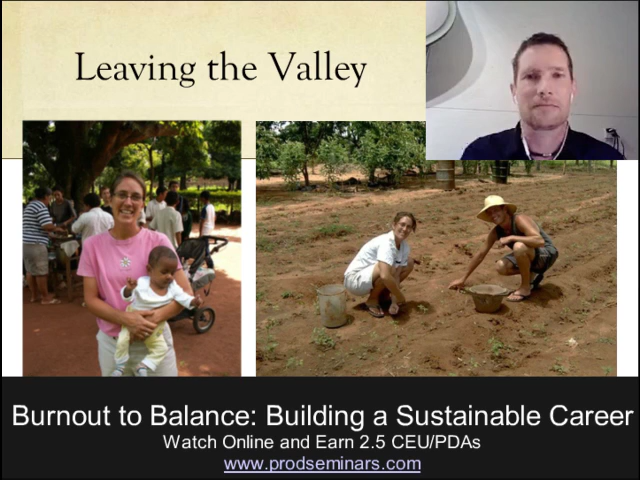 Leaving the Valley
Burnout to Balance: Building a Sustainable Career
Watch Online and Earn 2.5 CEU/PDAs
www.prodseminars.com